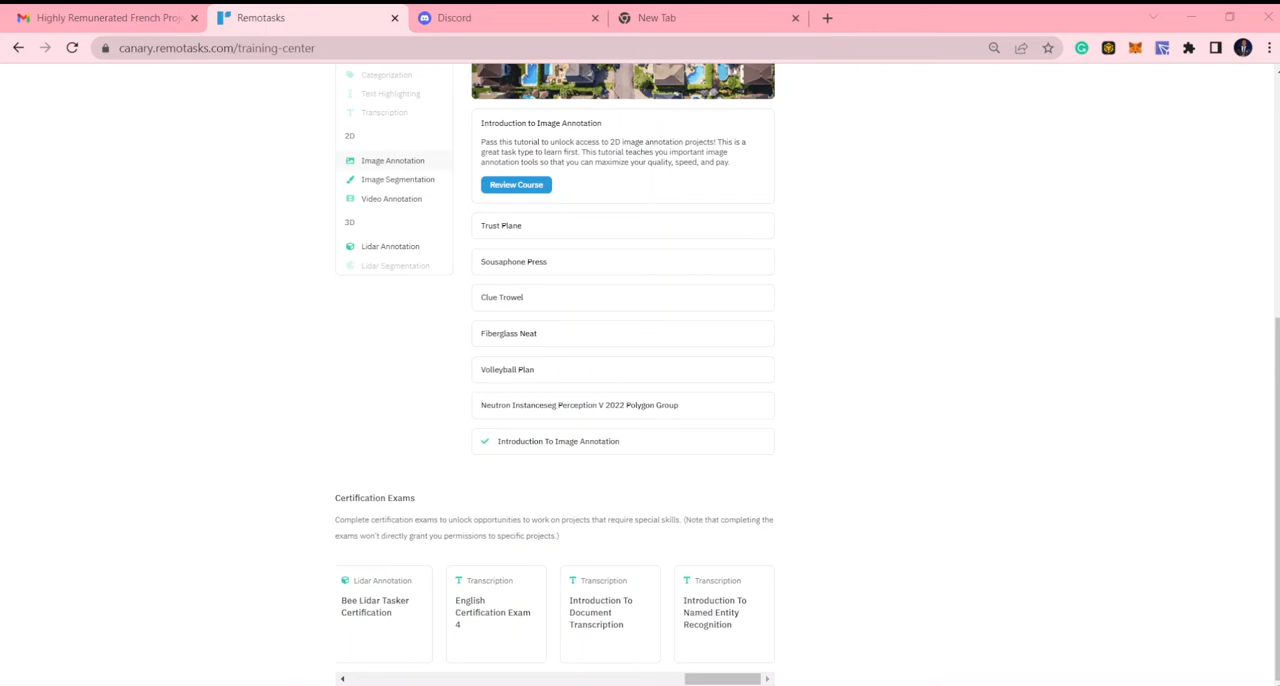 Highly Remunerated French Proj
Remotasks
Discord
New Tab
canary.remotasks.com/training-center
Categorization
Text Highlighting
Transcription
2D
Image Annotation
Image Segmentation
Video Annotation
3D
Lidar Annotation
Lidar Segmentation
Introduction to Image Annotation
Pass this tutorial to unlock access to 2D image annotation projects! This is a
great task type to learn first. This tutorial teaches you important image
annotation tools so that you can maximize your quality, speed, and pay.
Review Course
Trust Plane
Sousaphone Press
Clue Trowel
Fiberglass Neat
Volleyball Plan
Neutron Instanceseg Perception V 2022 Polygon Group
Introduction To Image Annotation
Certification Exams
Complete certification exams to unlock opportunities to work on projects that require special skills. (Note that completing the
exams won't directly grant you permissions to specific projects.)
Lidar Annotation
Bee Lidar Tasker
Certification
Transcription
English
Certification Exam
4
Transcription
Introduction To
Document
Transcription
Transcription
Introduction To
Named Entity
Recognition